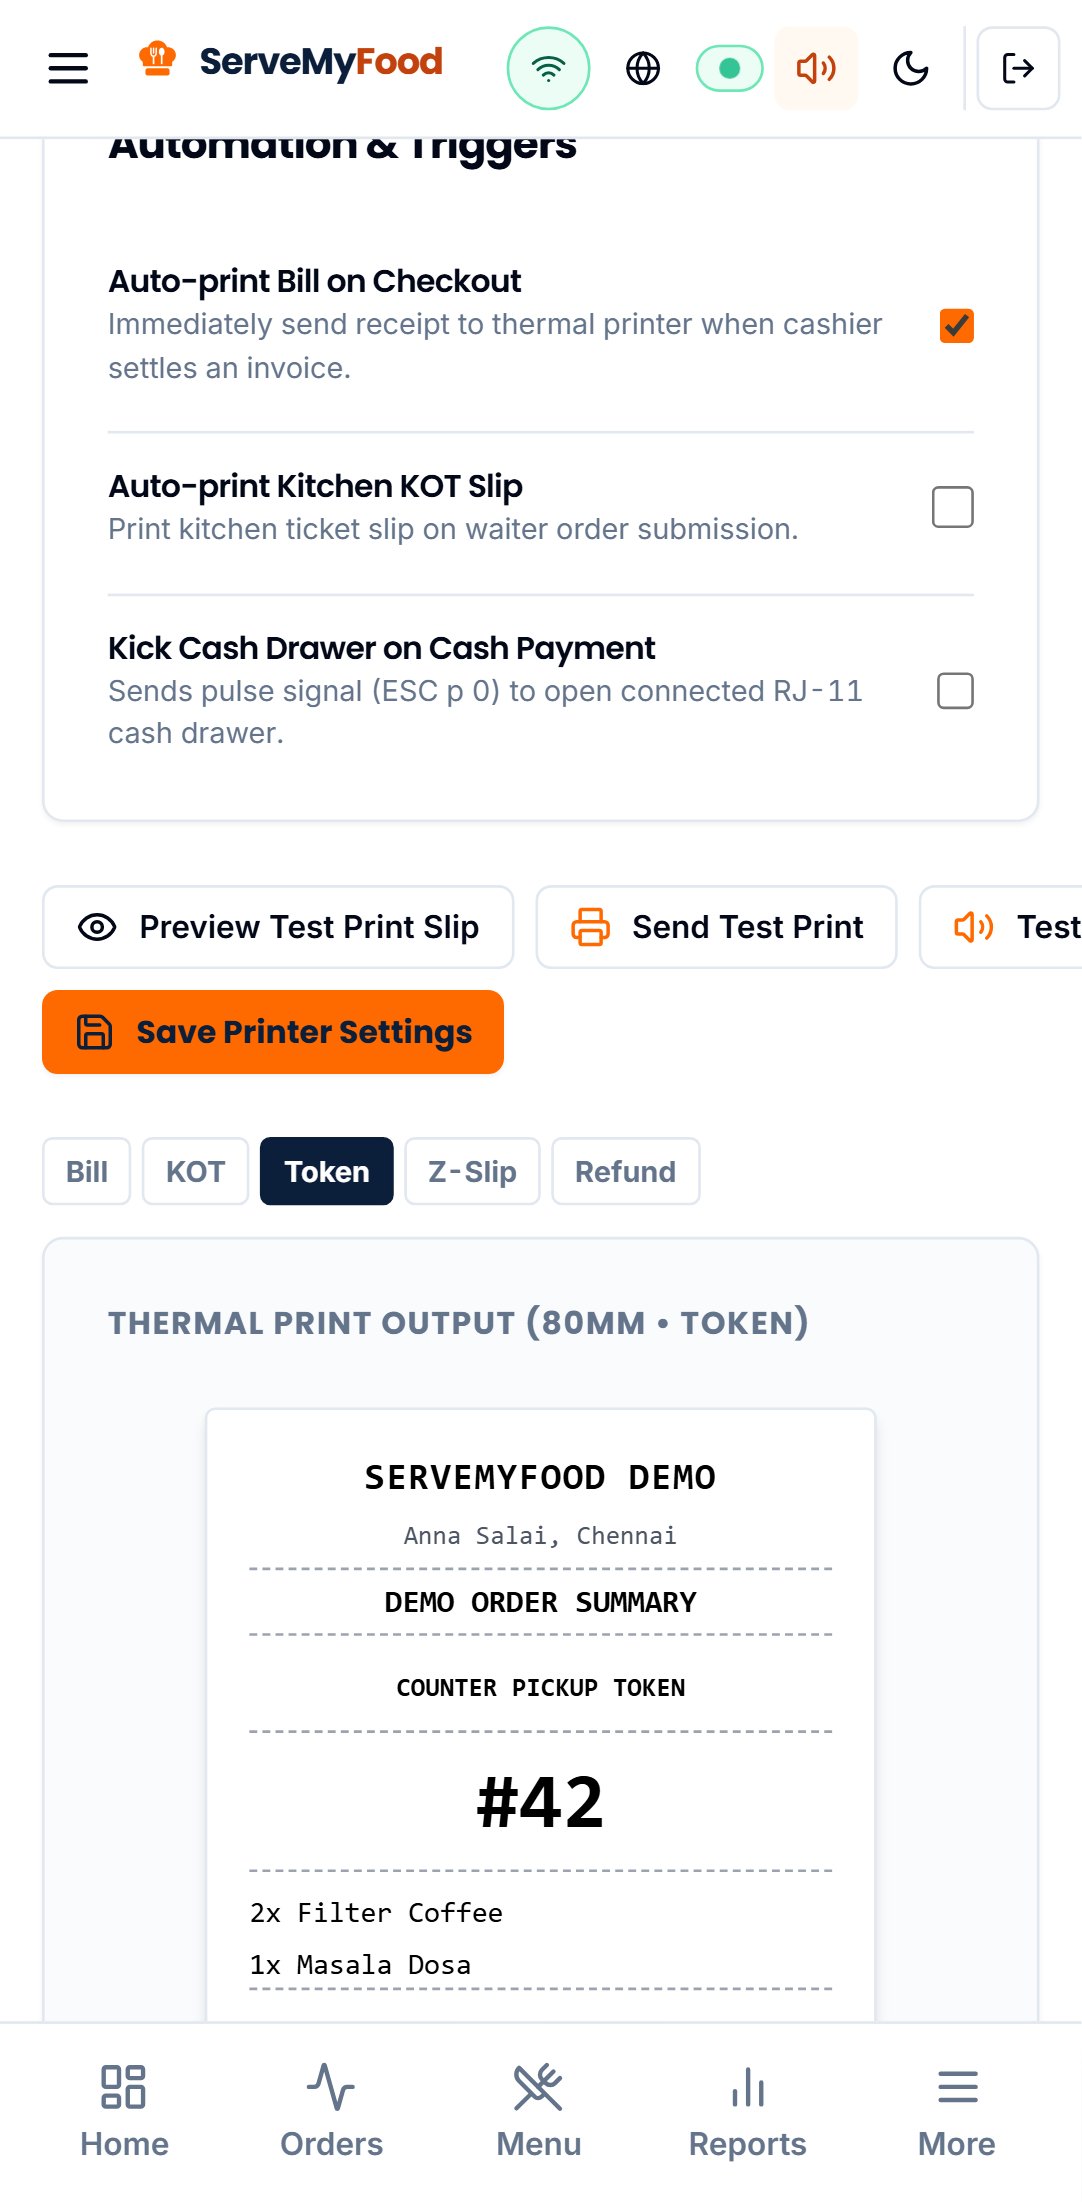 ServeMyFood
Automation & Triggers
Auto-print Bill on Checkout
Immediately send receipt to thermal printer when cashier
settles an invoice.
Auto-print Kitchen KOT Slip
Print kitchen ticket slip on waiter order submission.
Kick Cash Drawer on Cash Payment
Sends pulse signal (ESC p 0) to open connected RJ-11
cash drawer.
Preview Test Print Slip
Send Test Print
Test
Save Printer Settings
Bill
KOT
Token
Z-Slip
Refund
THERMAL PRINT OUTPUT (80MM • TOKEN)
SERVEMYFOOD DEMO
Anna Salai, Chennai
DEMO ORDER SUMMARY
COUNTER PICKUP TOKEN
#42
2x Filter Coffee
1x Masala Dosa
Home
Orders
Menu
Reports
More